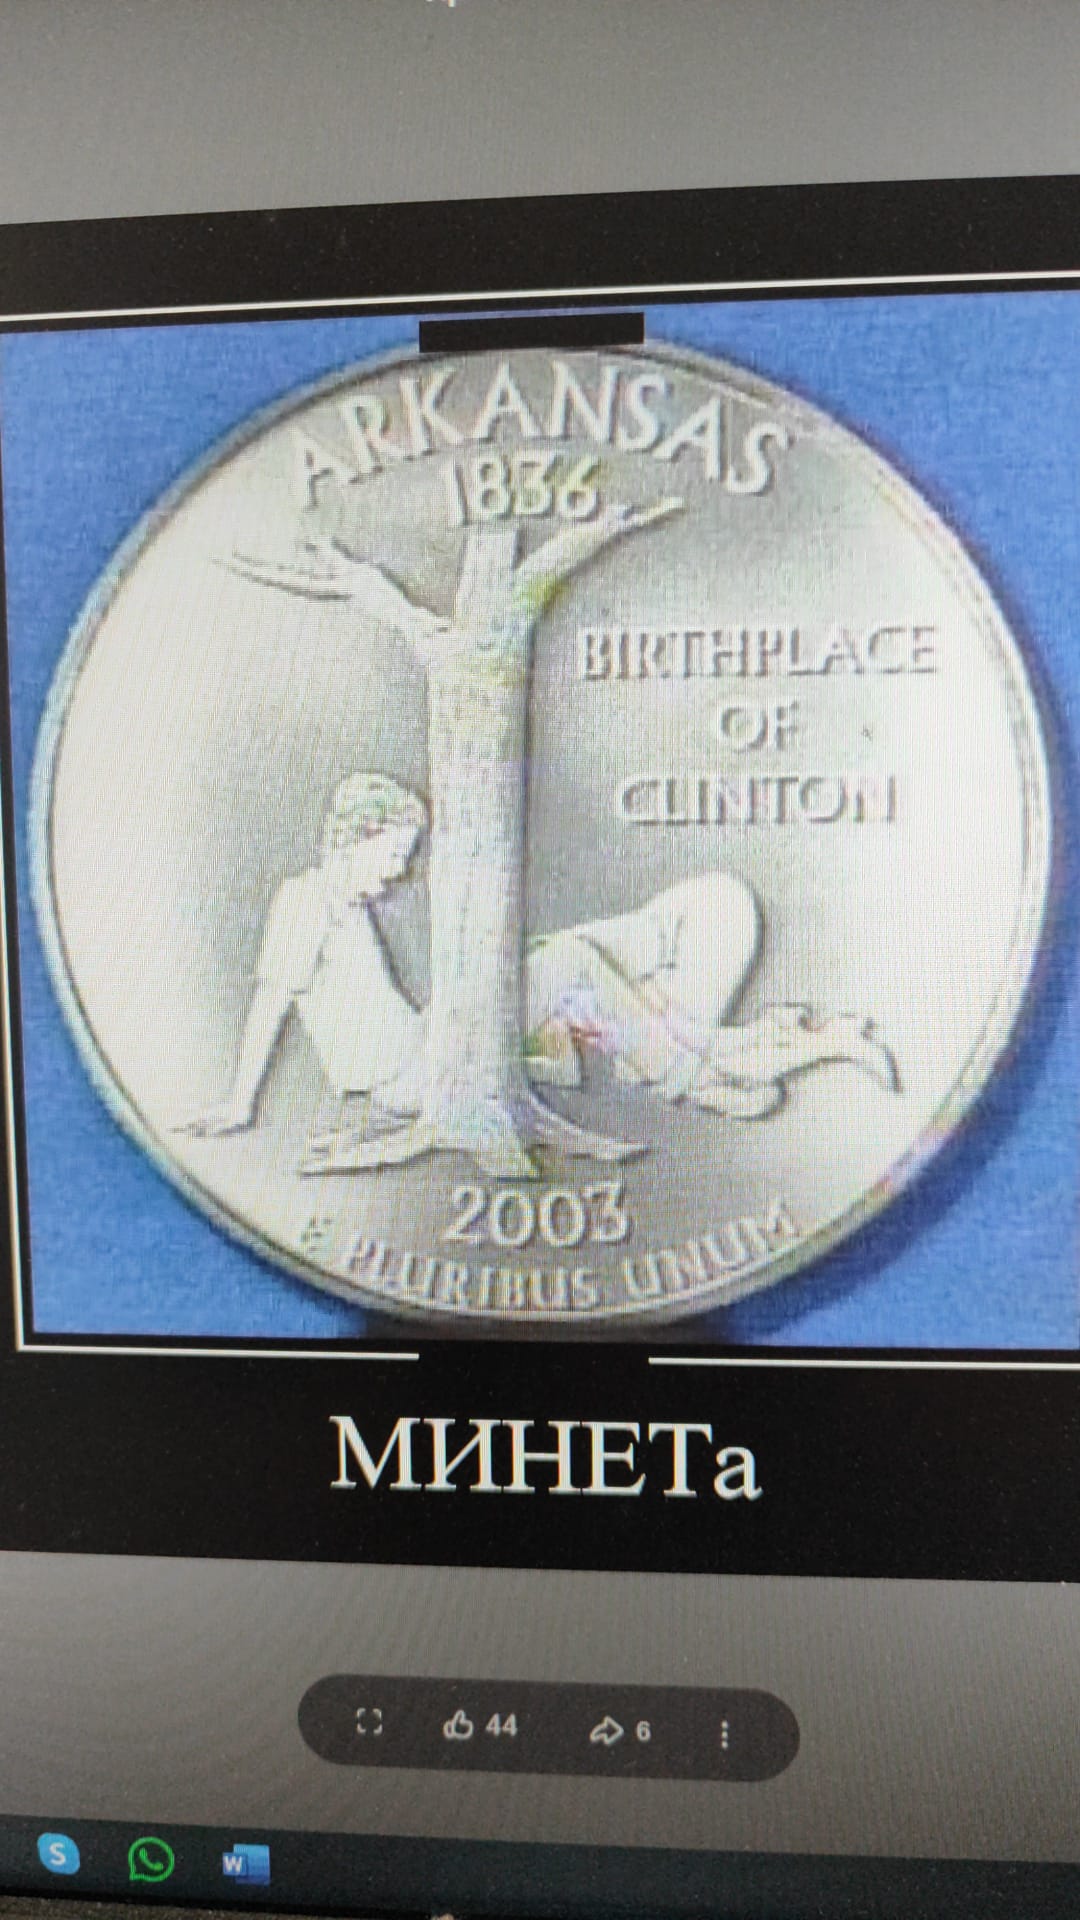 ARKANSAS
1836
BIRTHPLACE
OF
CLINTON
2003
E PLURIBUS UNUM
МИНЕТа
44
6
S
W